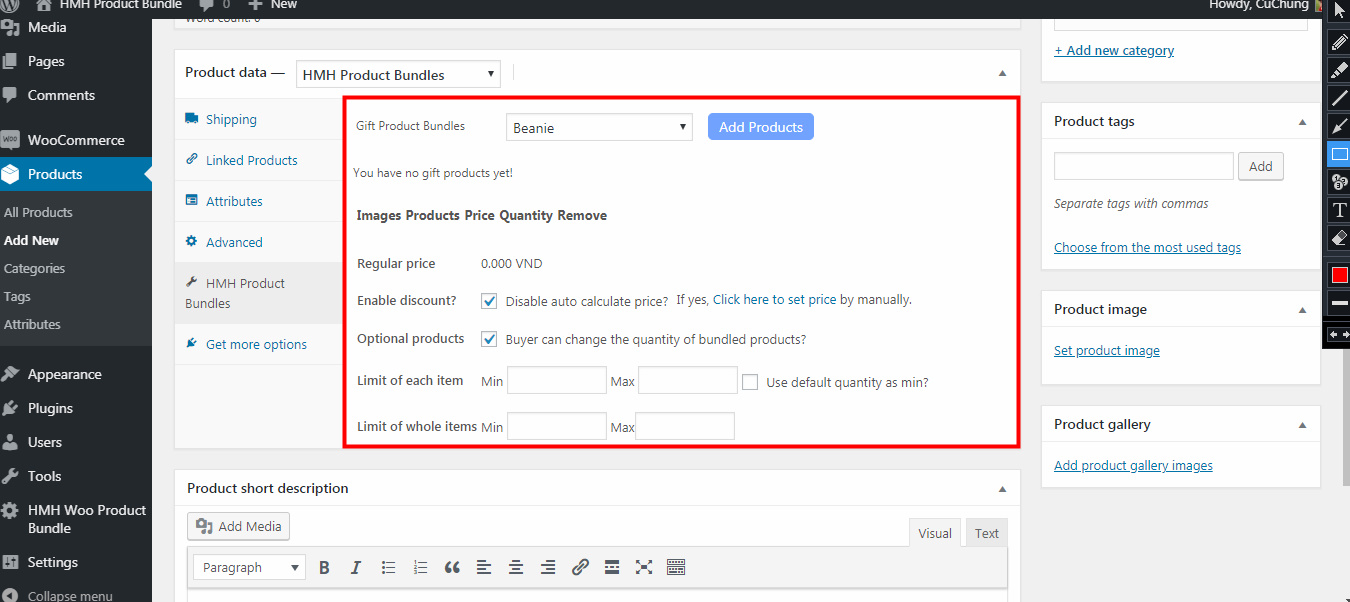 HMH Product Bundle 0 New Howdy, CuChung
Media
Pages
Comments
WooCommerce
Products
All Products
Add New
Categories
Tags
Attributes
Appearance
Plugins
Users
Tools
HMH Woo Product
Bundle
Settings
Collapse menu
Word count: 0
Product data — HMH Product Bundles
Shipping
Linked Products
Attributes
Advanced
HMH Product
Bundles
Get more options
Gift Product Bundles Beanie Add Products
You have no gift products yet!
Images Products Price Quantity Remove
Regular price 0.000 VND
Enable discount? Disable auto calculate price? If yes, Click here to set price by manually.
Optional products Buyer can change the quantity of bundled products?
Limit of each item Min Max Use default quantity as min?
Limit of whole items Min Max
Product short description
Add Media
Visual Text
Paragraph B I
+ Add new category
Product tags
Add
Separate tags with commas
Choose from the most used tags
Product image
Set product image
Product gallery
Add product gallery images
T